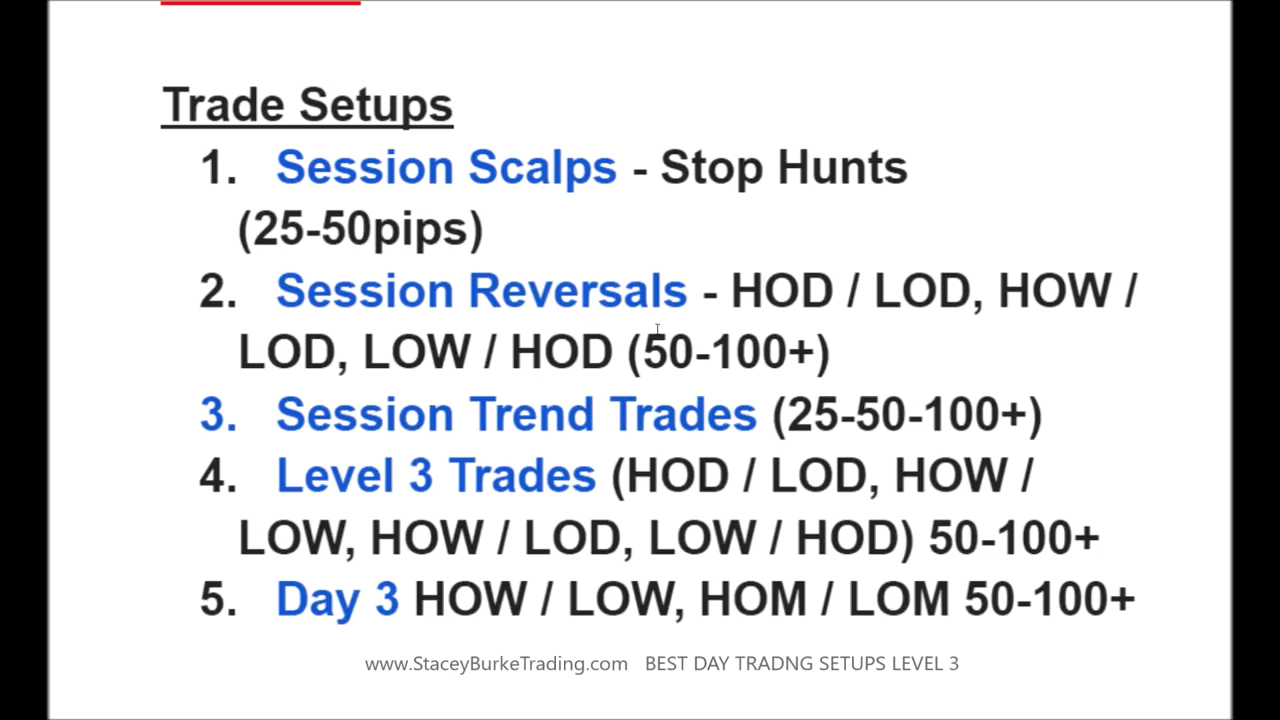 Trade Setups
1. Session Scalps - Stop Hunts
(25-50pips)
2. Session Reversals - HOD / LOD, HOW /
LOD, LOW / HOD (50-100+)
3. Session Trend Trades (25-50-100+)
4. Level 3 Trades (HOD / LOD, HOW /
LOW, HOW / LOD, LOW / HOD) 50-100+
5. Day 3 HOW / LOW, HOM / LOM 50-100+
www.StaceyBurkeTrading.com BEST DAY TRADNG SETUPS LEVEL 3